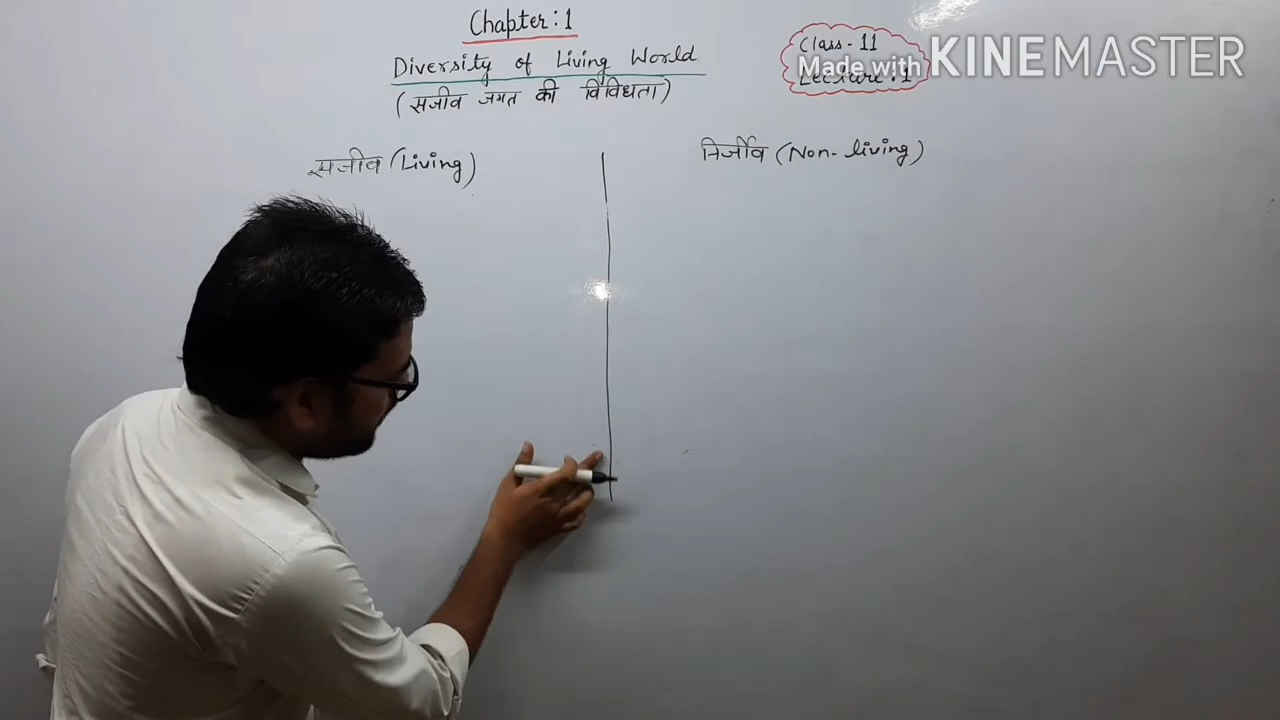 Chapter : 1
Diversity of Living World
(सजीव जगत की विविधता)
Class - 11
Made with KINEMASTER
Lecture : 1
सजीव (Living)
निर्जीव (Non-living)